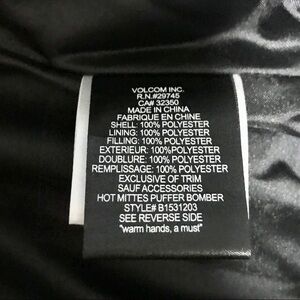 VOLCOM INC.
R.N.#29745
CA# 32350
MADE IN CHINA
FABRIQUE EN CHINE
SHELL: 100% POLYESTER
LINING: 100% POLYESTER
FILLING: 100% POLYESTER
EXTERIEUR: 100%POLYESTER
DOUBLURE: 100% POLYESTER
REMPLISSAGE: 100% POLYESTER
EXCLUSIVE OF TRIM
SAUF ACCESSORIES
HOT MITTES PUFFER BOMBER
STYLE# B1531203
SEE REVERSE SIDE
"warm hands, a must"